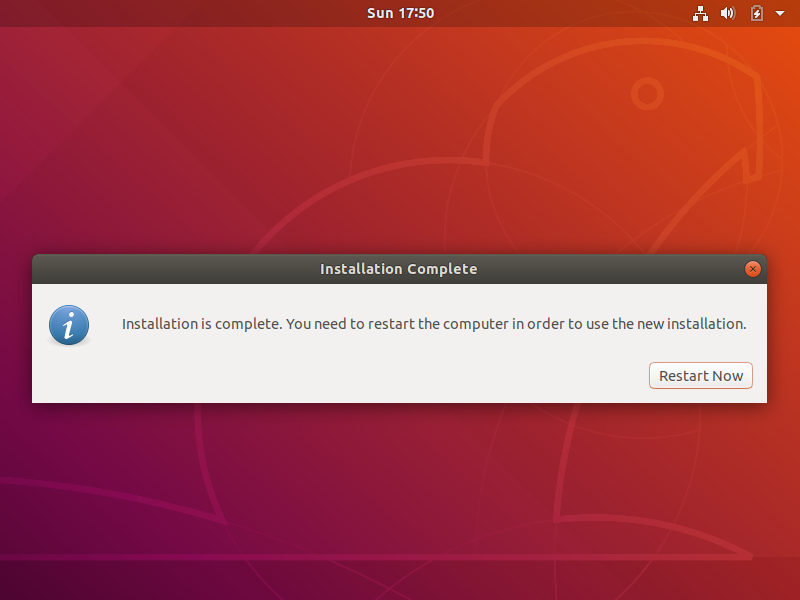 Sun 17:50
Installation Complete
Installation is complete. You need to restart the computer in order to use the new installation.
Restart Now